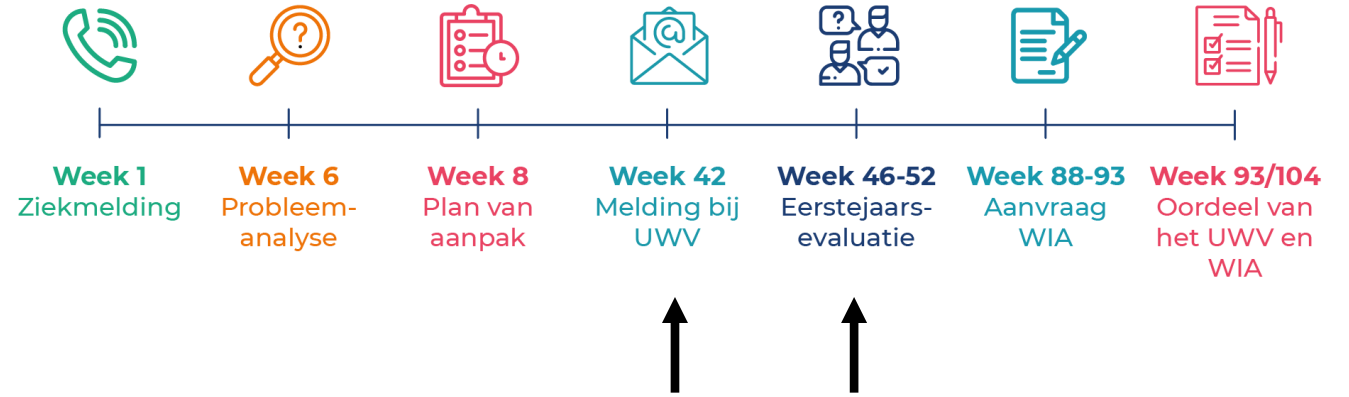 Week 1
Ziekmelding
Week 6
Probleem-
analyse
Week 8
Plan van
aanpak
Week 42
Melding bij
UWV
Week 46-52
Eerstejaars-
evaluatie
Week 88-93
Aanvraag
WIA
Week 93/104
Oordeel van
het UWV en
WIA